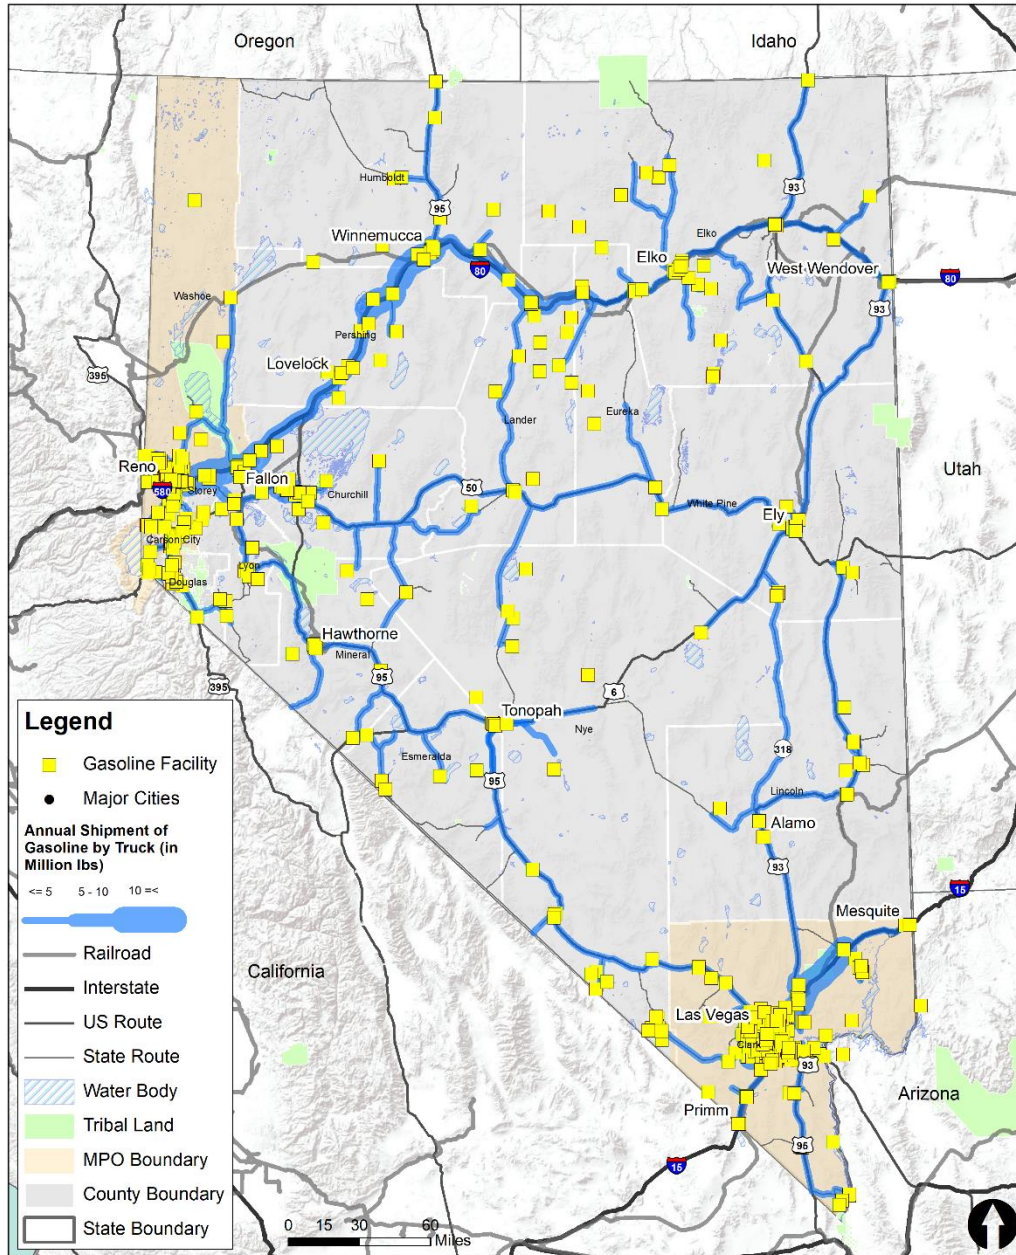 Oregon
Idaho
Humboldt
95
93
Winnemucca
Elko
Elko
80
West Wendover
80
Washoe
93
Pershing
Lovelock
395
Lander
Eureka
Utah
Reno
Fallon
580
Storey
Churchill
50
White Pine
Ely
Carson City
Lyon
Douglas
Hawthorne
Mineral
95
395
6
Tonopah
Nye
Esmeralda
318
95
Lincoln
Alamo
93
15
Mesquite
California
Las Vegas
Clark
93
Arizona
Primm
95
15
Legend
Gasoline Facility
Major Cities
Annual Shipment of
Gasoline by Truck (in
Million lbs)
<= 5 5 - 10 10 =<
Railroad
Interstate
US Route
State Route
Water Body
Tribal Land
MPO Boundary
County Boundary
State Boundary
0 15 30 60
Miles